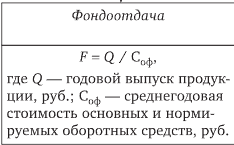 Фондоотдача
F = Q / Cоф,
где Q — годовой выпуск продук-
ции, руб.; Cоф — среднегодовая
стоимость основных и норми-
руемых оборотных средств, руб.